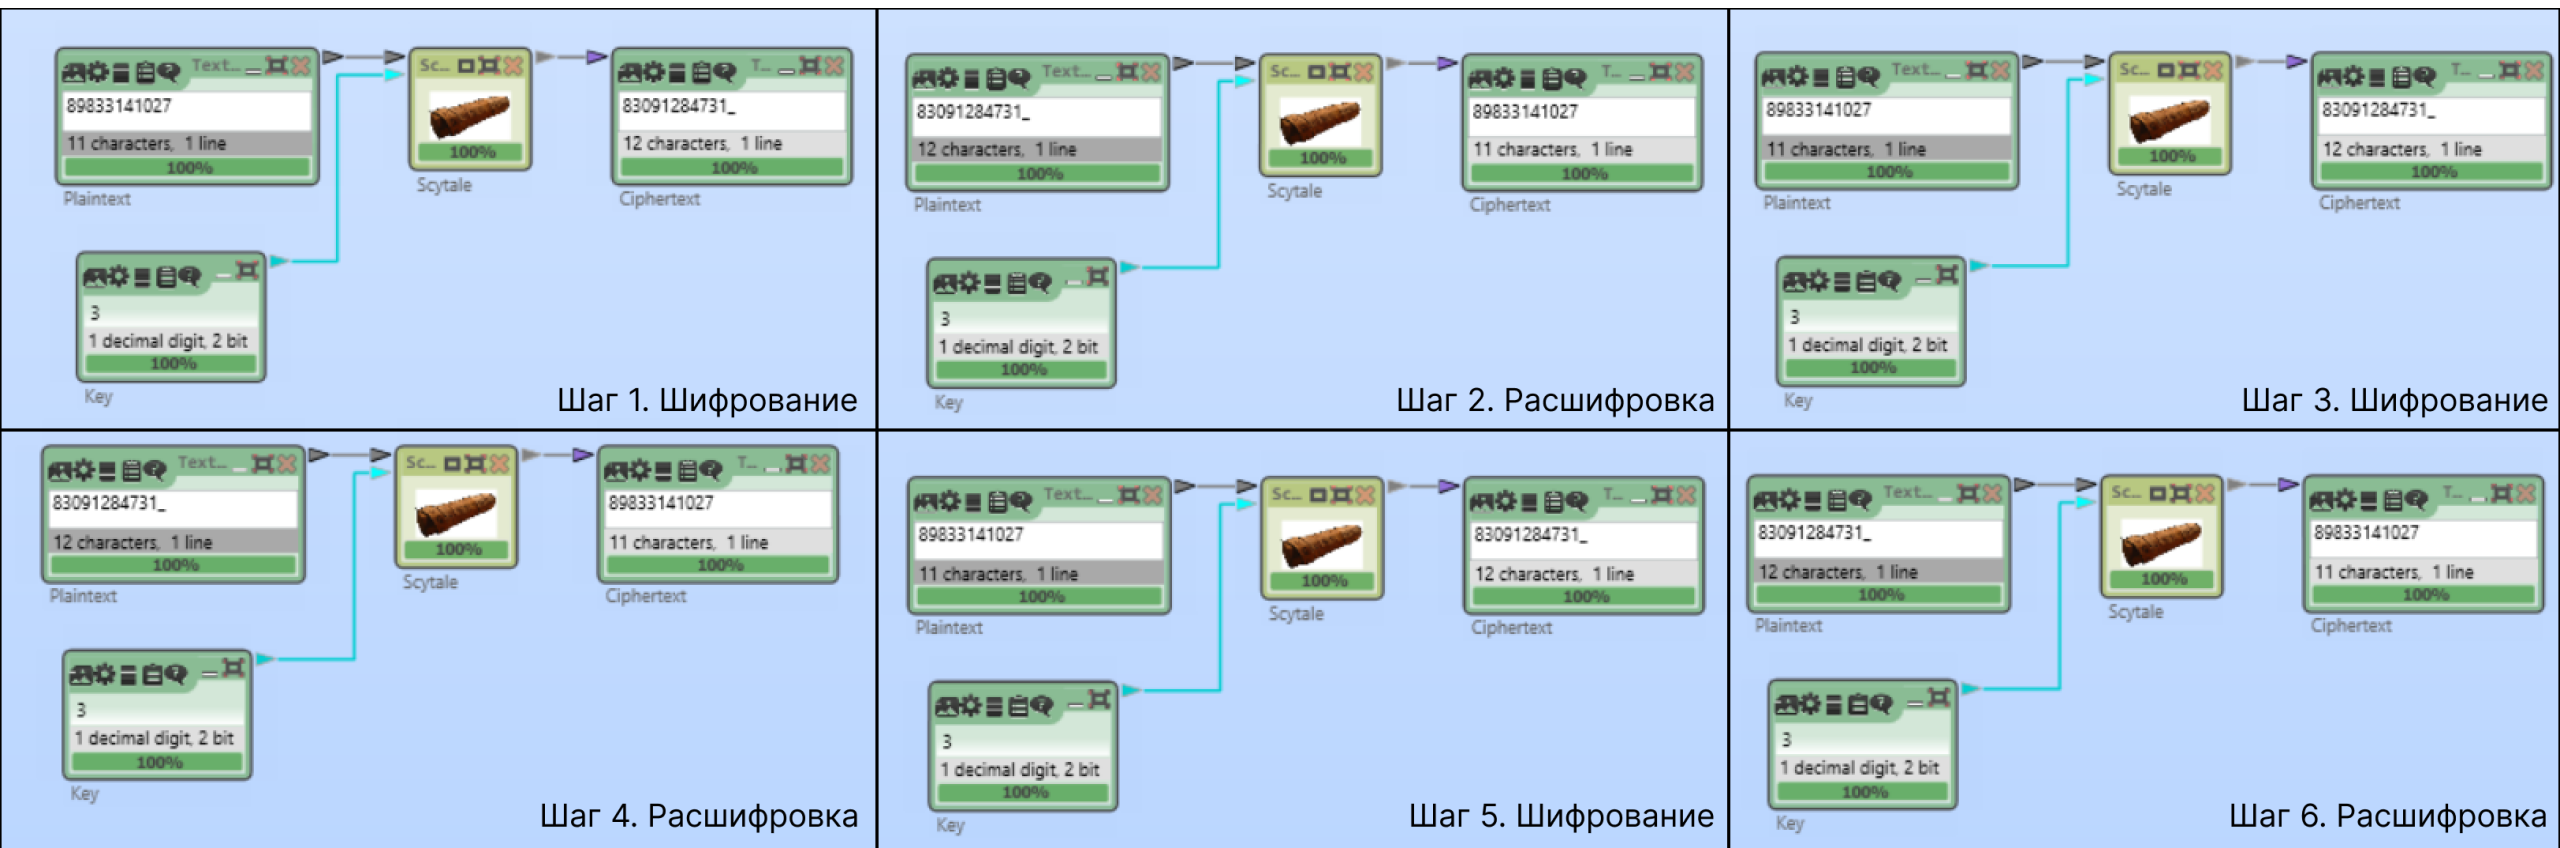 Text...
Sc...
T...
89833141027
83091284731_
11 characters, 1 line
100%
100%
12 characters, 1 line
100%
Plaintext
Scytale
Ciphertext
3
1 decimal digit, 2 bit
100%
Key
Шаг 1. Шифрование
Text...
Sc...
T...
83091284731_
89833141027
12 characters, 1 line
100%
100%
11 characters, 1 line
100%
Plaintext
Scytale
Ciphertext
3
1 decimal digit, 2 bit
100%
Key
Шаг 2. Расшифровка
Text...
Sc...
T...
89833141027
83091284731_
11 characters, 1 line
100%
100%
12 characters, 1 line
100%
Plaintext
Scytale
Ciphertext
3
1 decimal digit, 2 bit
100%
Key
Шаг 3. Шифрование
Text...
Sc...
T...
83091284731_
89833141027
12 characters, 1 line
100%
100%
11 characters, 1 line
100%
Plaintext
Scytale
Ciphertext
3
1 decimal digit, 2 bit
100%
Key
Шаг 4. Расшифровка
Text...
Sc...
T...
89833141027
83091284731_
11 characters, 1 line
100%
100%
12 characters, 1 line
100%
Plaintext
Scytale
Ciphertext
3
1 decimal digit, 2 bit
100%
Key
Шаг 5. Шифрование
Text...
Sc...
T...
83091284731_
89833141027
12 characters, 1 line
100%
100%
11 characters, 1 line
100%
Plaintext
Scytale
Ciphertext
3
1 decimal digit, 2 bit
100%
Key
Шаг 6. Расшифровка